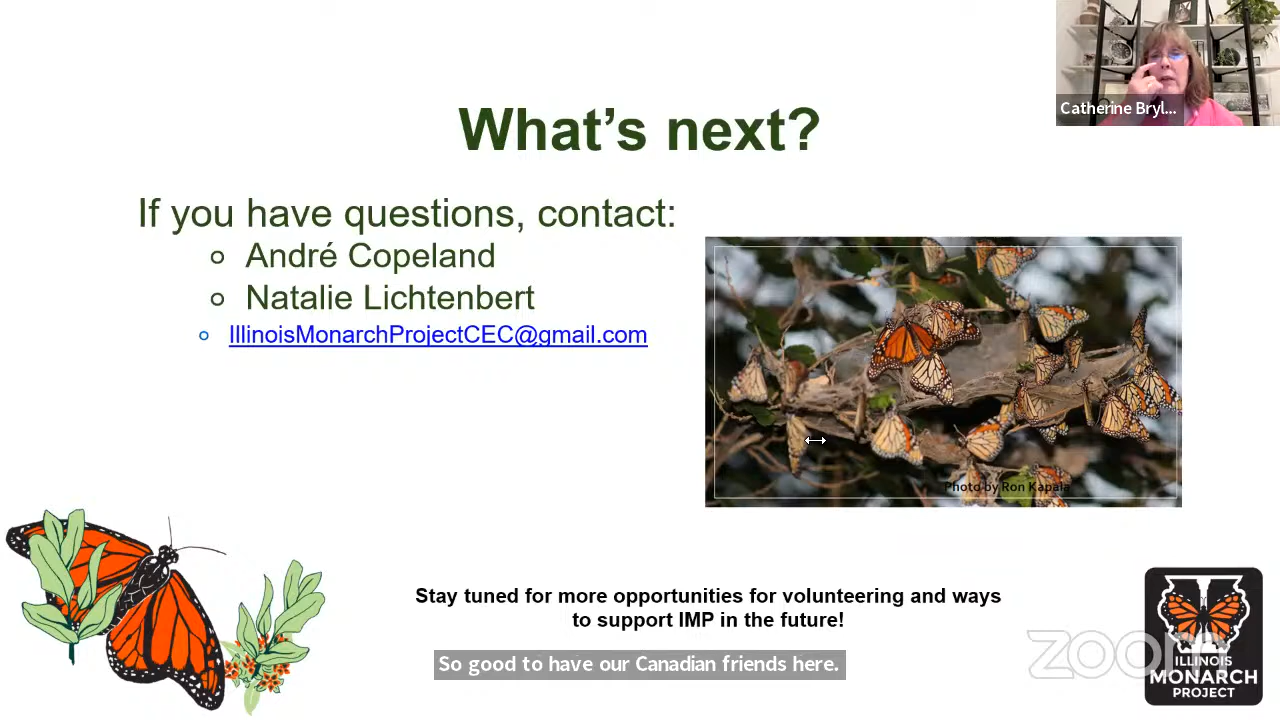 Catherine Bryl...
What's next?
If you have questions, contact:
André Copeland
Natalie Lichtenbert
IllinoisMonarchProjectCEC@gmail.com
Photo by Ron Kapala
Stay tuned for more opportunities for volunteering and ways
to support IMP in the future!
So good to have our Canadian friends here.
zoom
ILLINOIS
MONARCH
PROJECT